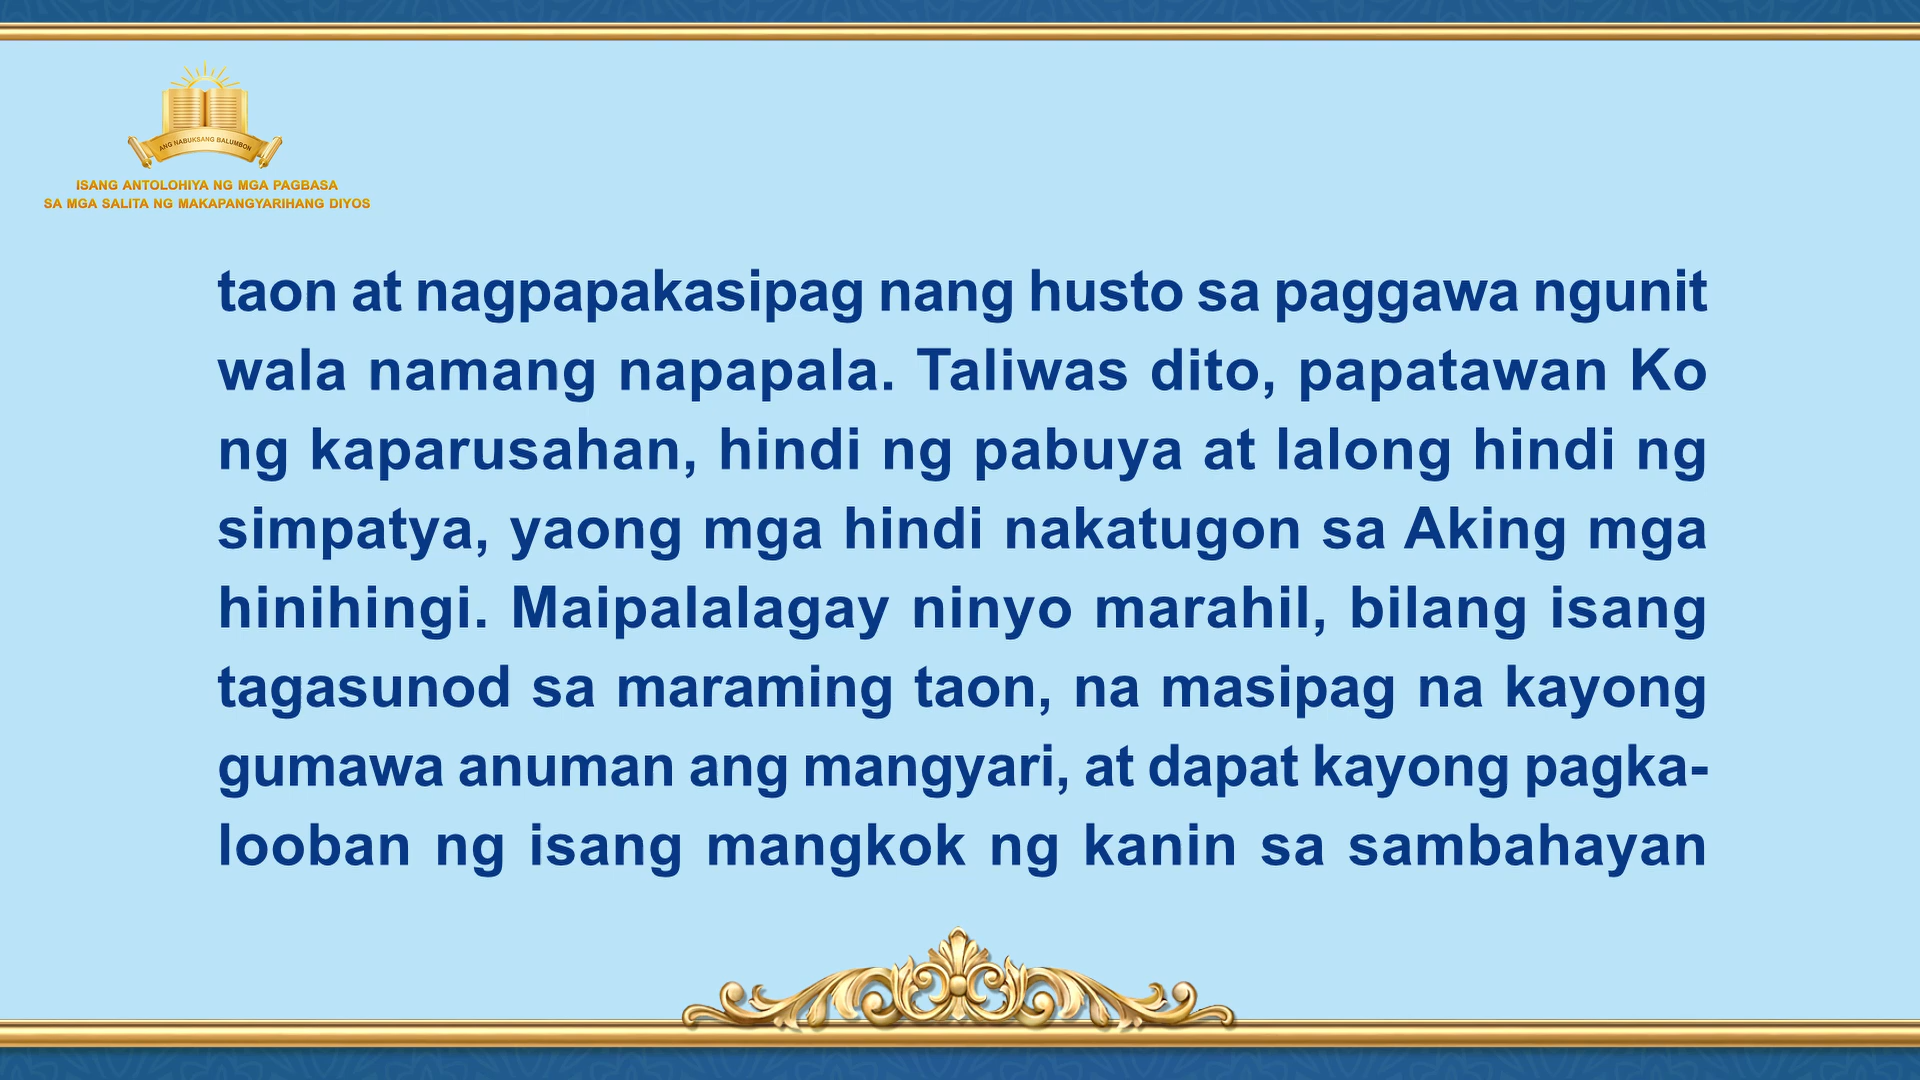 ANG NABUKSANG BALUMBON
ISANG ANTOLOHIYA NG MGA PAGBASA
SA MGA SALITA NG MAKAPANGYARIHANG DIYOS
taon at nagpapakasipag nang husto sa paggawa ngunit
wala namang napapala. Taliwas dito, papatawan Ko
ng kaparusahan, hindi ng pabuya at lalong hindi ng
simpatya, yaong mga hindi nakatugon sa Aking mga
hinihingi. Maipalalagay ninyo marahil, bilang isang
tagasunod sa maraming taon, na masipag na kayong
gumawa anuman ang mangyari, at dapat kayong pagka-
looban ng isang mangkok ng kanin sa sambahayan